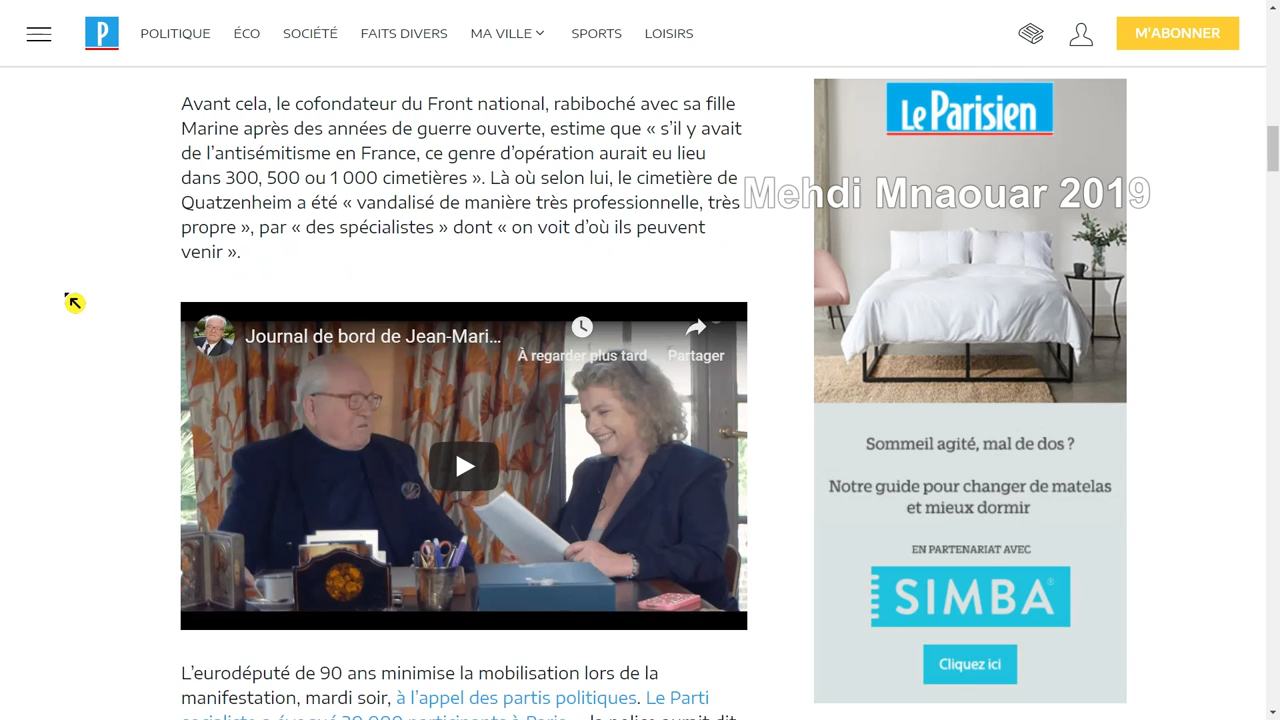 P
POLITIQUE ÉCO SOCIÉTÉ FAITS DIVERS MA VILLE SPORTS LOISIRS
M'ABONNER
Avant cela, le cofondateur du Front national, rabiboché avec sa fille
Marine après des années de guerre ouverte, estime que « s’il y avait
de l’antisémitisme en France, ce genre d’opération aurait eu lieu
dans 300, 500 ou 1 000 cimetières ». Là où selon lui, le cimetière de
Quatzenheim a été « vandalisé de manière très professionnelle, très
propre », par « des spécialistes » dont « on voit d’où ils peuvent
venir ».
Journal de bord de Jean-Mari...
À regarder plus tard
Partager
L’eurodéputé de 90 ans minimise la mobilisation lors de la
manifestation, mardi soir, à l’appel des partis politiques. Le Parti
socialiste a évoqué 20 000 participants à Paris
Le Parisien
Mehdi Mnaouar 2019
Sommeil agité, mal de dos ?
Notre guide pour changer de matelas
et mieux dormir
EN PARTENARIAT AVEC
SIMBA
Cliquez ici